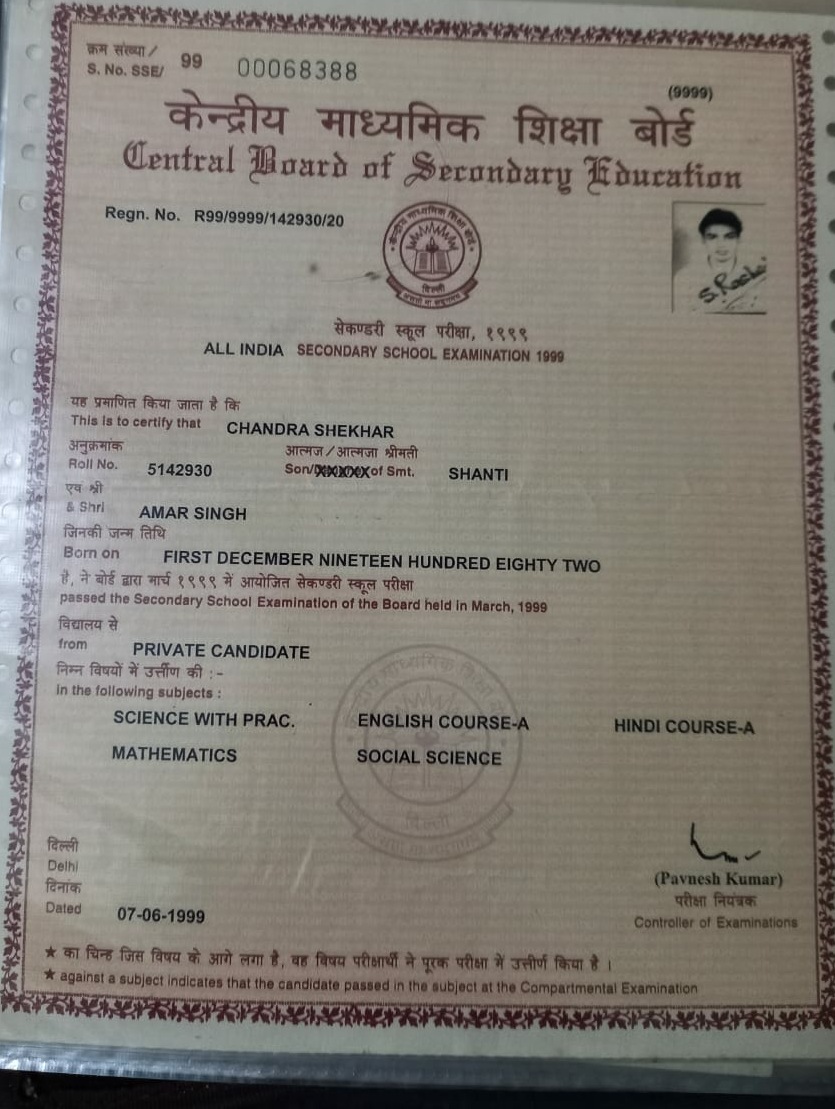 क्रम संख्या /
S. No. SSE/ 99 00068388
(9999)
केन्द्रीय माध्यमिक शिक्षा बोर्ड
Central Board of Secondary Education
Regn. No. R99/9999/142930/20
दिल्ली
सेकण्डरी स्कूल परीक्षा, १९९९
ALL INDIA SECONDARY SCHOOL EXAMINATION 1999
यह प्रमाणित किया जाता है कि
This is to certify that CHANDRA SHEKHAR
अनुक्रमांक आत्मज/आत्मजा श्रीमती
Roll No. 5142930 Son/XXXXX of Smt. SHANTI
एवं श्री
& Shri AMAR SINGH
जिनकी जन्म तिथि
Born on FIRST DECEMBER NINETEEN HUNDRED EIGHTY TWO
है, ने बोर्ड द्वारा मार्च १९९९ में आयोजित सेकण्डरी स्कूल परीक्षा
passed the Secondary School Examination of the Board held in March, 1999
विद्यालय से
from PRIVATE CANDIDATE
निम्न विषयों में उर्त्तीण की :-
in the following subjects :
SCIENCE WITH PRAC. ENGLISH COURSE-A HINDI COURSE-A
MATHEMATICS SOCIAL SCIENCE
दिल्ली
Delhi
दिनांक
Dated 07-06-1999
(Pavnesh Kumar)
परीक्षा नियंत्रक
Controller of Examinations
★ का चिन्ह जिस विषय के आगे लगा है, वह विषय परीक्षार्थी ने पूरक परीक्षा में उत्तीर्ण किया है ।
★ against a subject indicates that the candidate passed in the subject at the Compartmental Examination